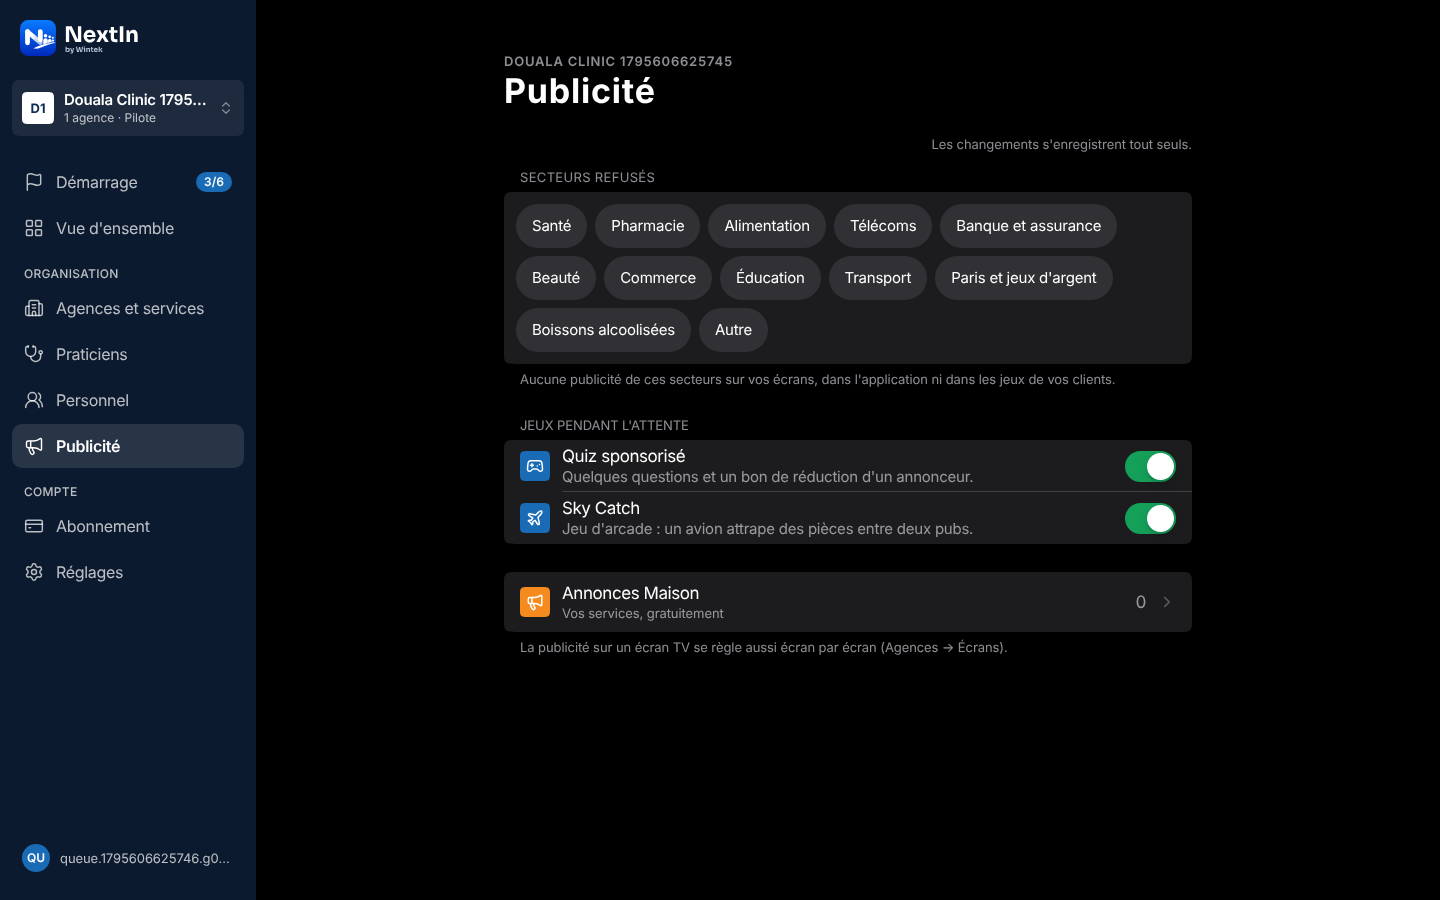 NextIn
by Wintek
D1
Douala Clinic 1795...
1 agence · Pilote
Démarrage
3/6
Vue d'ensemble
ORGANISATION
Agences et services
Praticiens
Personnel
Publicité
COMPTE
Abonnement
Réglages
QU
queue.1795606625746.g0...
DOUALA CLINIC 1795606625745
Publicité
Les changements s'enregistrent tout seuls.
SECTEURS REFUSÉS
Santé
Pharmacie
Alimentation
Télécoms
Banque et assurance
Beauté
Commerce
Éducation
Transport
Paris et jeux d'argent
Boissons alcoolisées
Autre
Aucune publicité de ces secteurs sur vos écrans, dans l'application ni dans les jeux de vos clients.
JEUX PENDANT L'ATTENTE
Quiz sponsorisé
Quelques questions et un bon de réduction d'un annonceur.
Sky Catch
Jeu d'arcade : un avion attrape des pièces entre deux pubs.
Annonces Maison
Vos services, gratuitement
0
La publicité sur un écran TV se règle aussi écran par écran (Agences → Écrans).